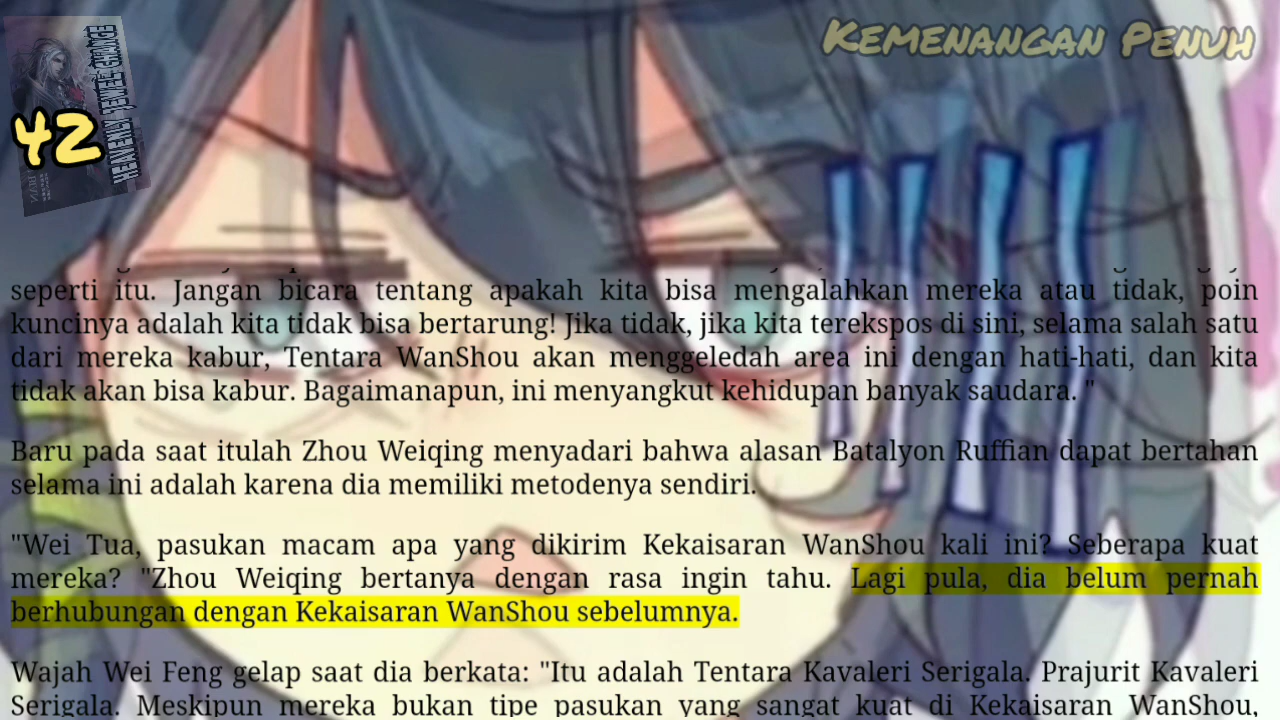 Kemenangan Penuh
HEAVENLY JEWEL CHANGE
42
seperti itu. Jangan bicara tentang apakah kita bisa mengalahkan mereka atau tidak, poin
kuncinya adalah kita tidak bisa bertarung! Jika tidak, jika kita terekspos di sini, selama salah satu
dari mereka kabur, Tentara WanShou akan menggeledah area ini dengan hati-hati, dan kita
tidak akan bisa kabur. Bagaimanapun, ini menyangkut kehidupan banyak saudara. "
Baru pada saat itulah Zhou Weiqing menyadari bahwa alasan Batalyon Ruffian dapat bertahan
selama ini adalah karena dia memiliki metodenya sendiri.
"Wei Tua, pasukan macam apa yang dikirim Kekaisaran WanShou kali ini? Seberapa kuat
mereka? "Zhou Weiqing bertanya dengan rasa ingin tahu. Lagi pula, dia belum pernah
berhubungan dengan Kekaisaran WanShou sebelumnya.
Wajah Wei Feng gelap saat dia berkata: "Itu adalah Tentara Kavaleri Serigala. Prajurit Kavaleri
Serigala. Meskipun mereka bukan tipe pasukan yang sangat kuat di Kekaisaran WanShou,